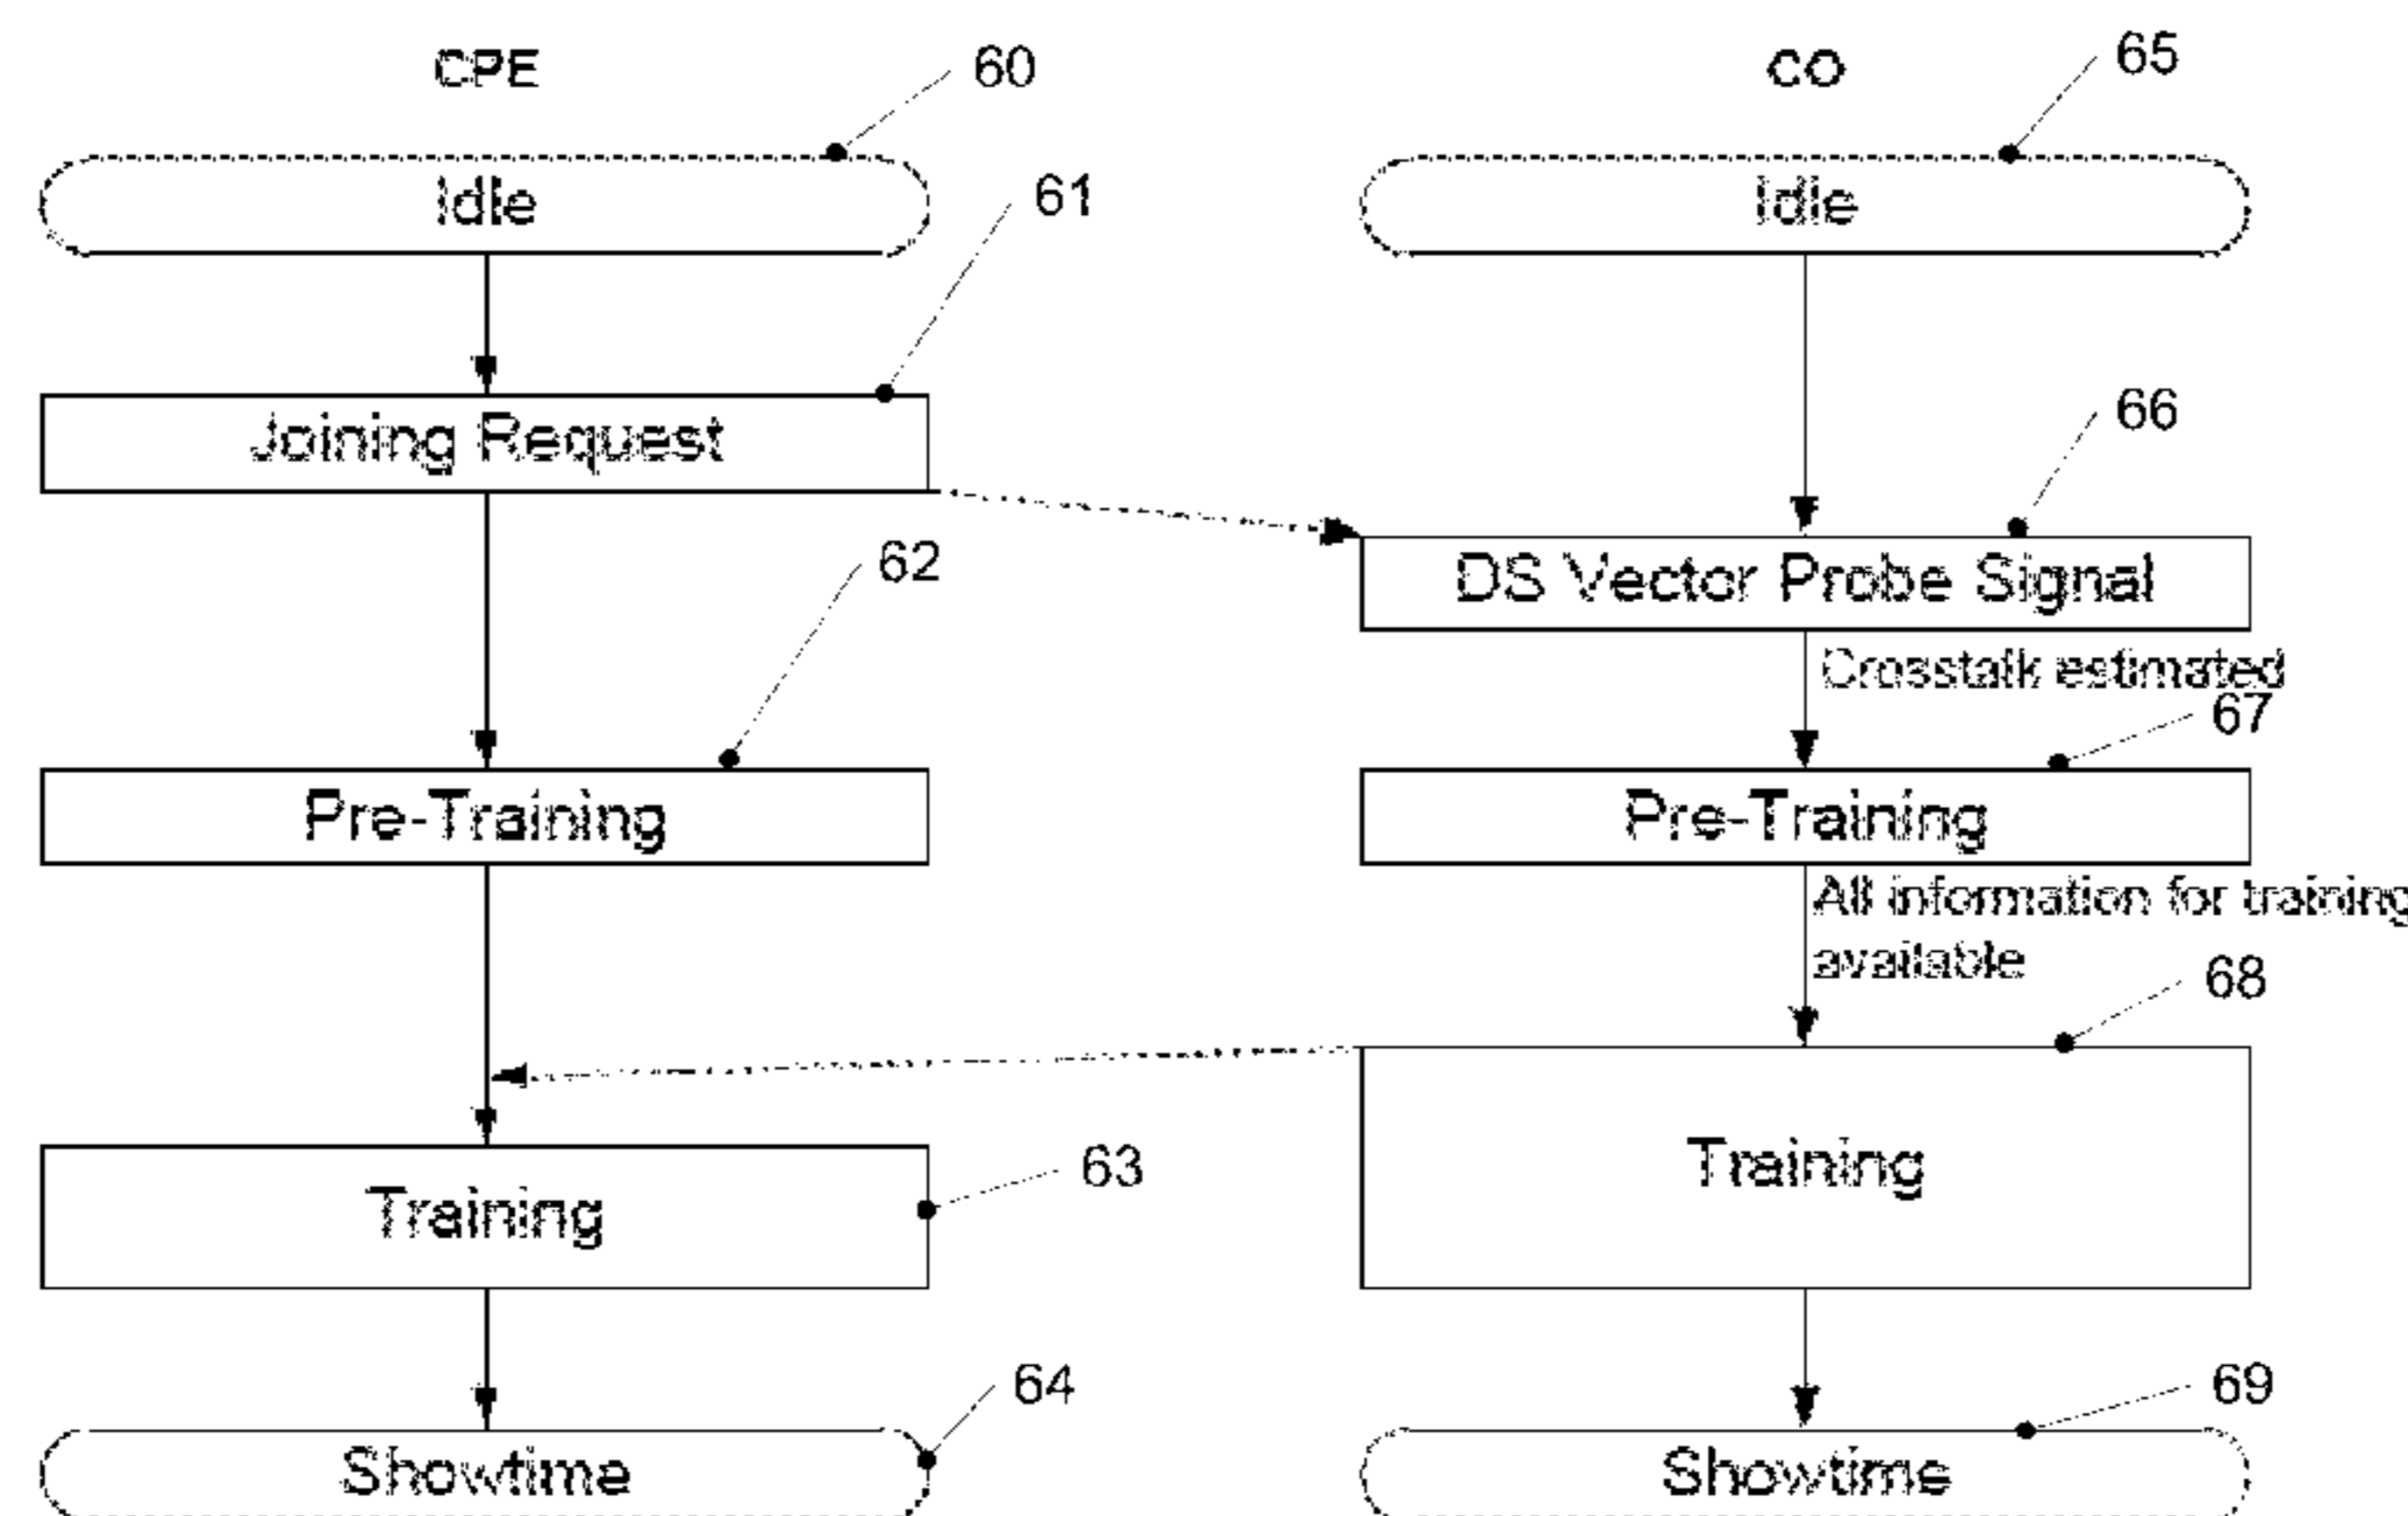 CPE
60
CO
65
Idle
Idle
61
Joining Request
66
DS Vector Probe Signal
62
Crosstalk estimated
67
Pre-Training
Pre-Training
All information for training
available
68
Training
63
Training
64
69
Showtime
Showtime